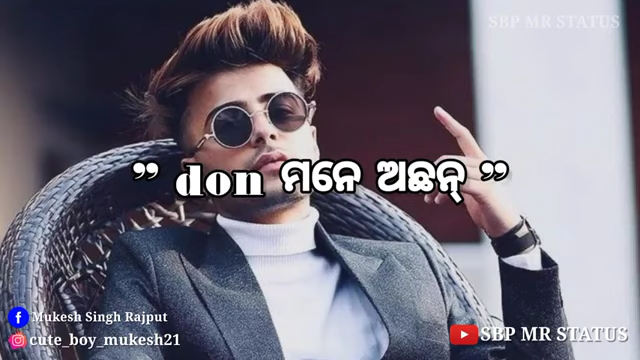 SBP MR STATUS
” don ମନେ ଅଛନ୍ ”
Mukesh Singh Rajput
cute_boy_mukesh21
SBP MR STATUS